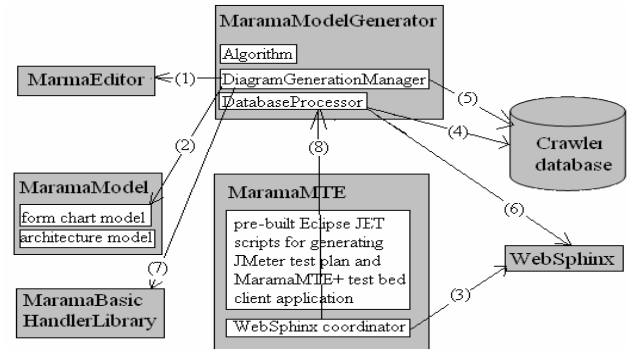 MaramaModelGenerator
Algorithm
DiagramGenerationManager
DatabaseProcessor
MarmaEditor
(1)
(5)
(4)
Crawler
database
(2)
(8)
MaramaModel
form chart model
architecture model
MaramaMTE
pre-built Eclipse JET
scripts for generating
JMeter test plan and
MaramaMTE+ test bed
client application
WebSphinx coordinator
(6)
WebSphinx
(7)
(3)
MaramaBasic
HandlerLibrary